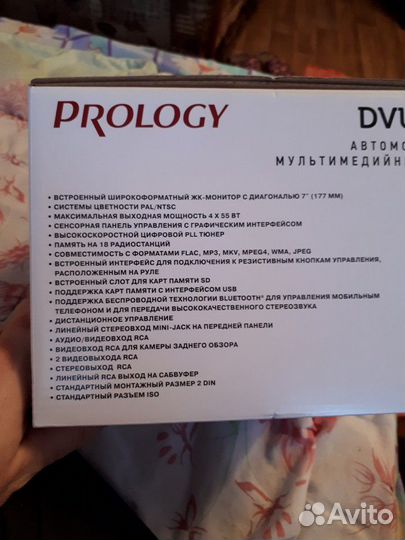 PROLOGY
DVU
АВТОМО
МУЛЬТИМЕДИЙН
• ВСТРОЕННЫЙ ШИРОКОФОРМАТНЫЙ ЖК-МОНИТОР С ДИАГОНАЛЬЮ 7" (177 ММ)
• СИСТЕМЫ ЦВЕТНОСТИ PAL/NTSC
• МАКСИМАЛЬНАЯ ВЫХОДНАЯ МОЩНОСТЬ 4 X 55 ВТ
• СЕНСОРНАЯ ПАНЕЛЬ УПРАВЛЕНИЯ С ГРАФИЧЕСКИМ ИНТЕРФЕЙСОМ
• ВЫСОКОСКОРОСТНОЙ ЦИФРОВОЙ PLL ТЮНЕР
• ПАМЯТЬ НА 18 РАДИОСТАНЦИЙ
• СОВМЕСТИМОСТЬ С ФОРМАТАМИ FLAC, MP3, MKV, MPEG4, WMA, JPEG
• ВСТРОЕННЫЙ ИНТЕРФЕЙС ДЛЯ ПОДКЛЮЧЕНИЯ К РЕЗИСТИВНЫМ КНОПКАМ УПРАВЛЕНИЯ,
РАСПОЛОЖЕННЫМ НА РУЛЕ
• ВСТРОЕННЫЙ СЛОТ ДЛЯ КАРТ ПАМЯТИ SD
• ПОДДЕРЖКА КАРТ ПАМЯТИ С ИНТЕРФЕЙСОМ USB
• ПОДДЕРЖКА БЕСПРОВОДНОЙ ТЕХНОЛОГИИ BLUETOOTH® ДЛЯ УПРАВЛЕНИЯ МОБИЛЬНЫМ
ТЕЛЕФОНОМ И ДЛЯ ПЕРЕДАЧИ ВЫСОКОКАЧЕСТВЕННОГО СТЕРЕОЗВУКА
• ДИСТАНЦИОННОЕ УПРАВЛЕНИЕ
• ЛИНЕЙНЫЙ СТЕРЕОВХОД MINI-JACK НА ПЕРЕДНЕЙ ПАНЕЛИ
• АУДИО/ВИДЕОВХОД RCA
• ВИДЕОВХОД RCA ДЛЯ КАМЕРЫ ЗАДНЕГО ОБЗОРА
• 2 ВИДЕОВЫХОДА RCA
• СТЕРЕОВЫХОД RCA
• ЛИНЕЙНЫЙ RCA ВЫХОД НА САБВУФЕР
• СТАНДАРТНЫЙ МОНТАЖНЫЙ РАЗМЕР 2 DIN
• СТАНДАРТНЫЙ РАЗЪЕМ ISO
Avito